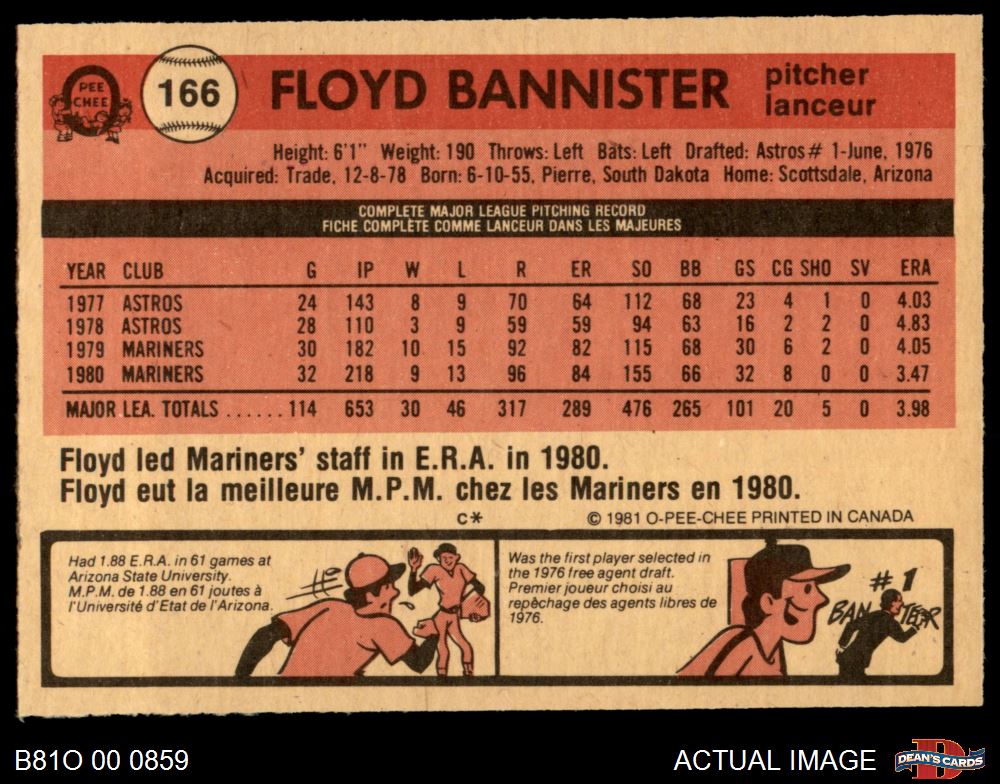 PEE
CHEE
166
FLOYD BANNISTER
pitcher
lanceur
Height: 6'1" Weight: 190 Throws: Left Bats: Left Drafted: Astros# 1-June, 1976
Acquired: Trade, 12-8-78 Born: 6-10-55, Pierre, South Dakota Home: Scottsdale, Arizona
COMPLETE MAJOR LEAGUE PITCHING RECORD
FICHE COMPLÈTE COMME LANCEUR DANS LES MAJEURES
YEAR CLUB G IP W L R ER SO BB GS CG SHO SV ERA
1977 ASTROS 24 143 8 9 70 64 112 68 23 4 1 0 4.03
1978 ASTROS 28 110 3 9 59 59 94 63 16 2 2 0 4.83
1979 MARINERS 30 182 10 15 92 82 115 68 30 6 2 0 4.05
1980 MARINERS 32 218 9 13 96 84 155 66 32 8 0 0 3.47
MAJOR LEA. TOTALS ...... 114 653 30 46 317 289 476 265 101 20 5 0 3.98
Floyd led Mariners' staff in E.R.A. in 1980.
Floyd eut la meilleure M.P.M. chez les Mariners en 1980.
C* © 1981 O-PEE-CHEE PRINTED IN CANADA
Had 1.88 E.R.A. in 61 games at
Arizona State University.
M.P.M. de 1.88 en 61 joutes à
l'Université d'Etat de l'Arizona.
Was the first player selected in
the 1976 free agent draft.
Premier joueur choisi au
repêchage des agents libres de
1976.
#1
BAN TER
B81O 00 0859
ACTUAL IMAGE
DEAN'S CARDS